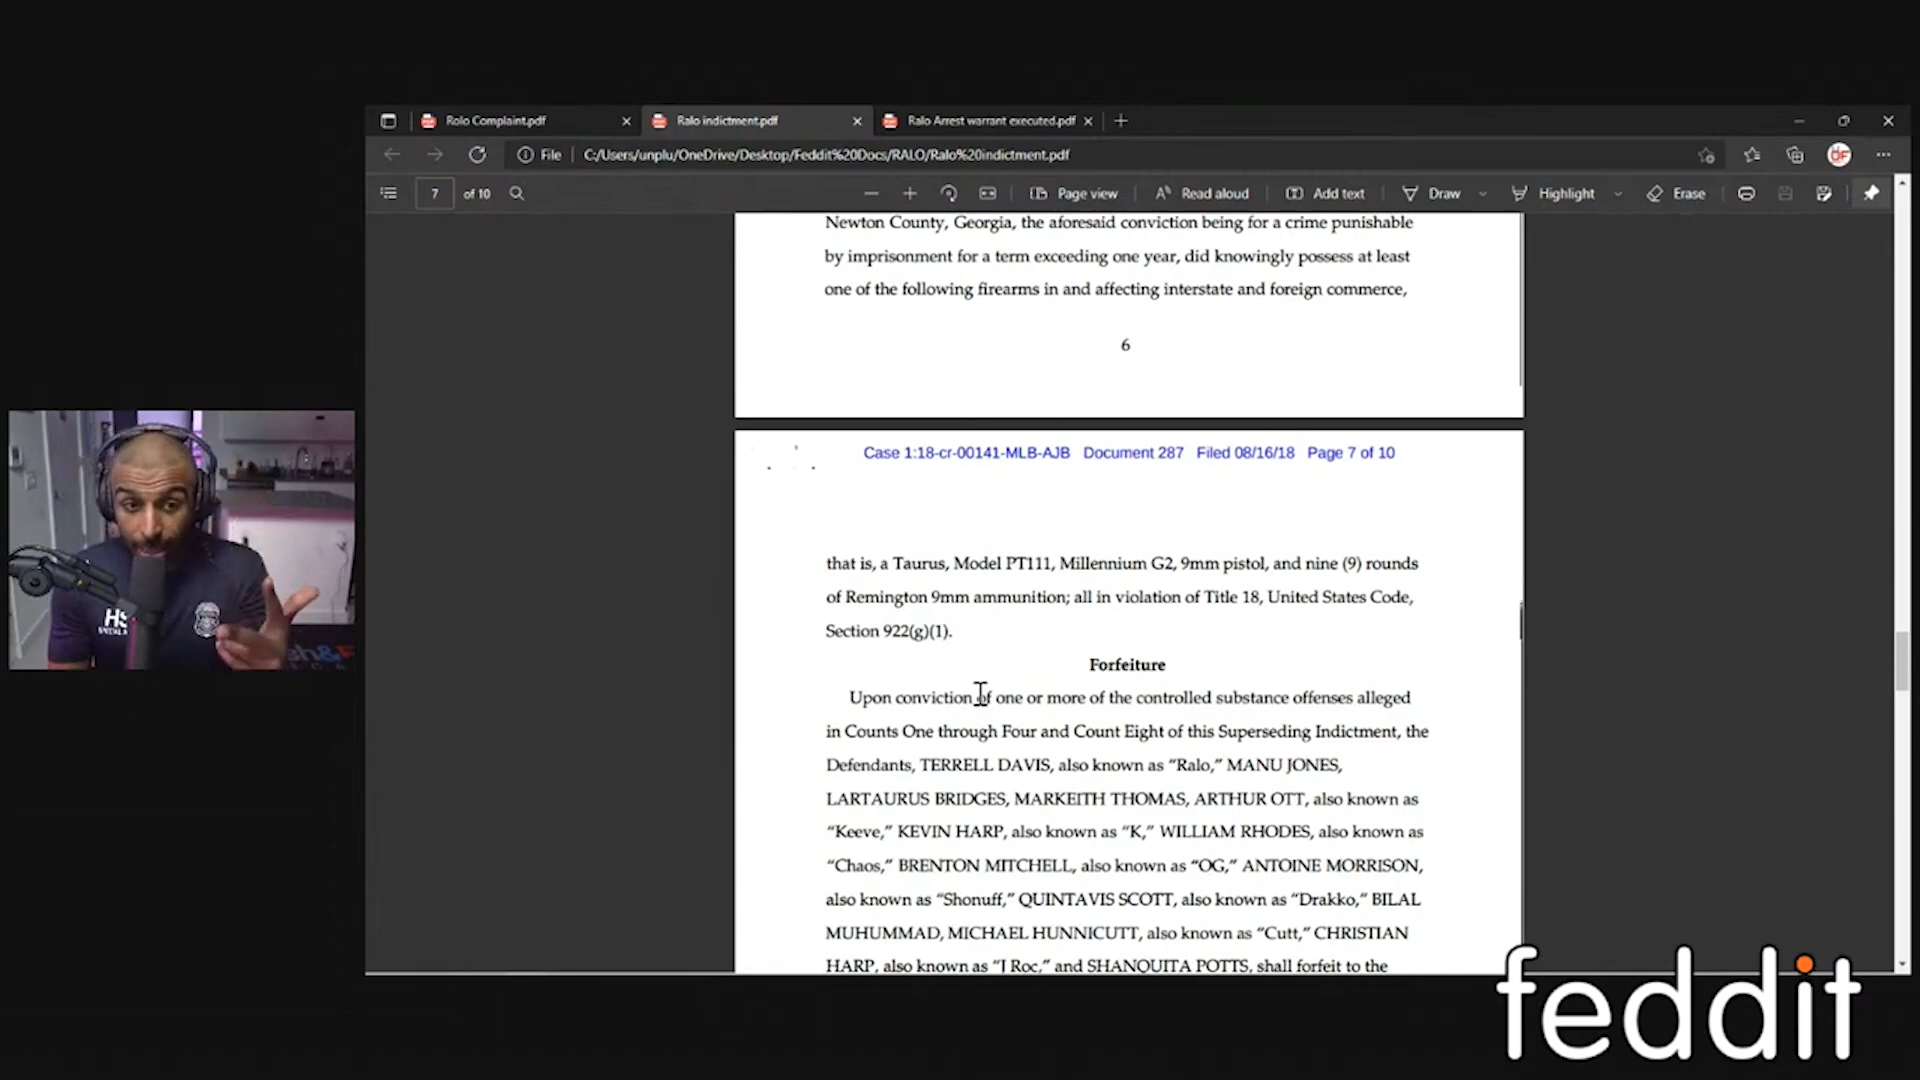 Rolo Complaint.pdf
Ralo indictment.pdf
Ralo Arrest warrant executed.pdf
File
C:/Users/unplu/OneDrive/Desktop/Feddit%20Docs/RALO/Ralo%20indictment.pdf
7 of 10
Page view
Read aloud
Add text
Draw
Highlight
Erase
Newton County, Georgia, the aforesaid conviction being for a crime punishable
by imprisonment for a term exceeding one year, did knowingly possess at least
one of the following firearms in and affecting interstate and foreign commerce,
6
Case 1:18-cr-00141-MLB-AJB Document 287 Filed 08/16/18 Page 7 of 10
that is, a Taurus, Model PT111, Millennium G2, 9mm pistol, and nine (9) rounds
of Remington 9mm ammunition; all in violation of Title 18, United States Code,
Section 922(g)(1).
Forfeiture
Upon conviction of one or more of the controlled substance offenses alleged
in Counts One through Four and Count Eight of this Superseding Indictment, the
Defendants, TERRELL DAVIS, also known as “Ralo,” MANU JONES,
LARTAURUS BRIDGES, MARKEITH THOMAS, ARTHUR OTT, also known as
“Keeve,” KEVIN HARP, also known as “K,” WILLIAM RHODES, also known as
“Chaos,” BRENTON MITCHELL, also known as “OG,” ANTOINE MORRISON,
also known as “Shonuff,” QUINTAVIS SCOTT, also known as “Drakko,” BILAL
MUHUMMAD, MICHAEL HUNNICUTT, also known as “Cutt,” CHRISTIAN
HARP, also known as “J Roc,” and SHANQUITA POTTS, shall forfeit to the
feddit